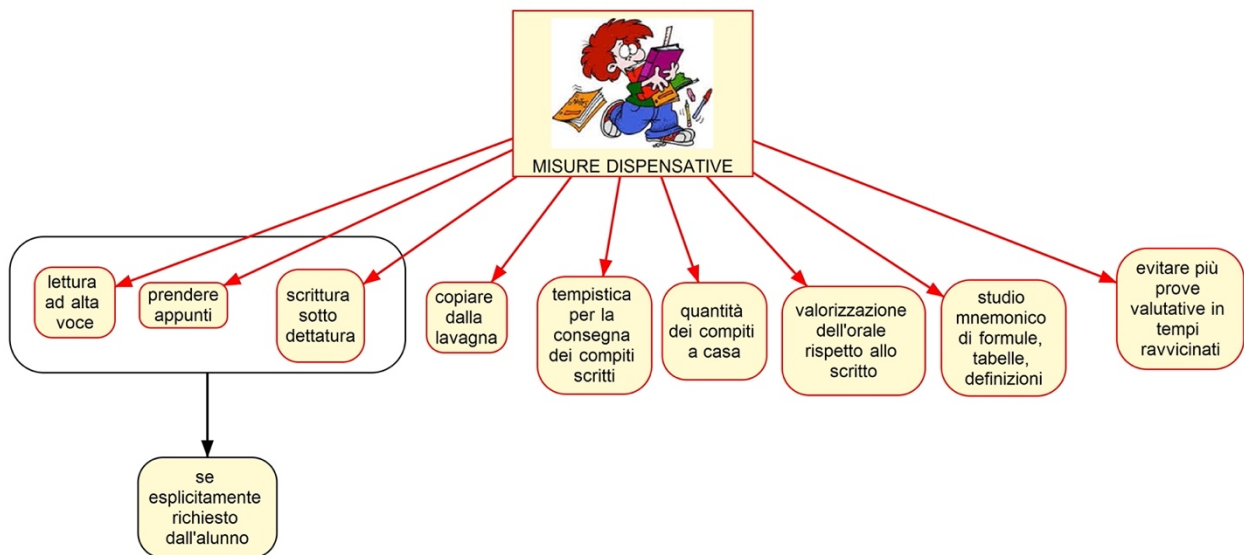 MISURE DISPENSATIVE
lettura
ad alta
voce
prendere
appunti
scrittura
sotto
dettatura
copiare
dalla
lavagna
tempistica
per la
consegna
dei compiti
scritti
quantità
dei compiti
a casa
valorizzazione
dell'orale
rispetto allo
scritto
studio
mnemonico
di formule,
tabelle,
definizioni
evitare più
prove
valutative in
tempi
ravvicinati
se
esplicitamente
richiesto
dall'alunno